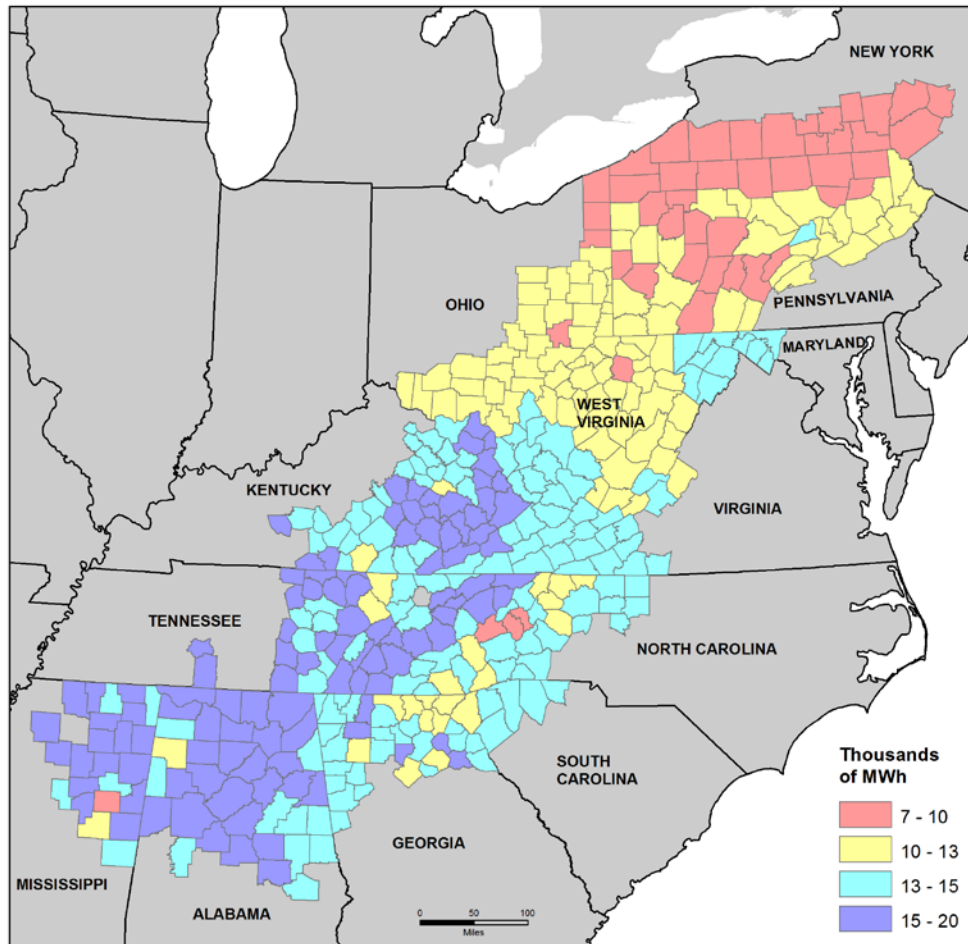 NEW YORK
OHIO
PENNSYLVANIA
MARYLAND
WEST
VIRGINIA
KENTUCKY
VIRGINIA
TENNESSEE
NORTH CAROLINA
SOUTH
CAROLINA
GEORGIA
MISSISSIPPI
ALABAMA
0 50 100
Miles
Thousands
of MWh
7 - 10
10 - 13
13 - 15
15 - 20